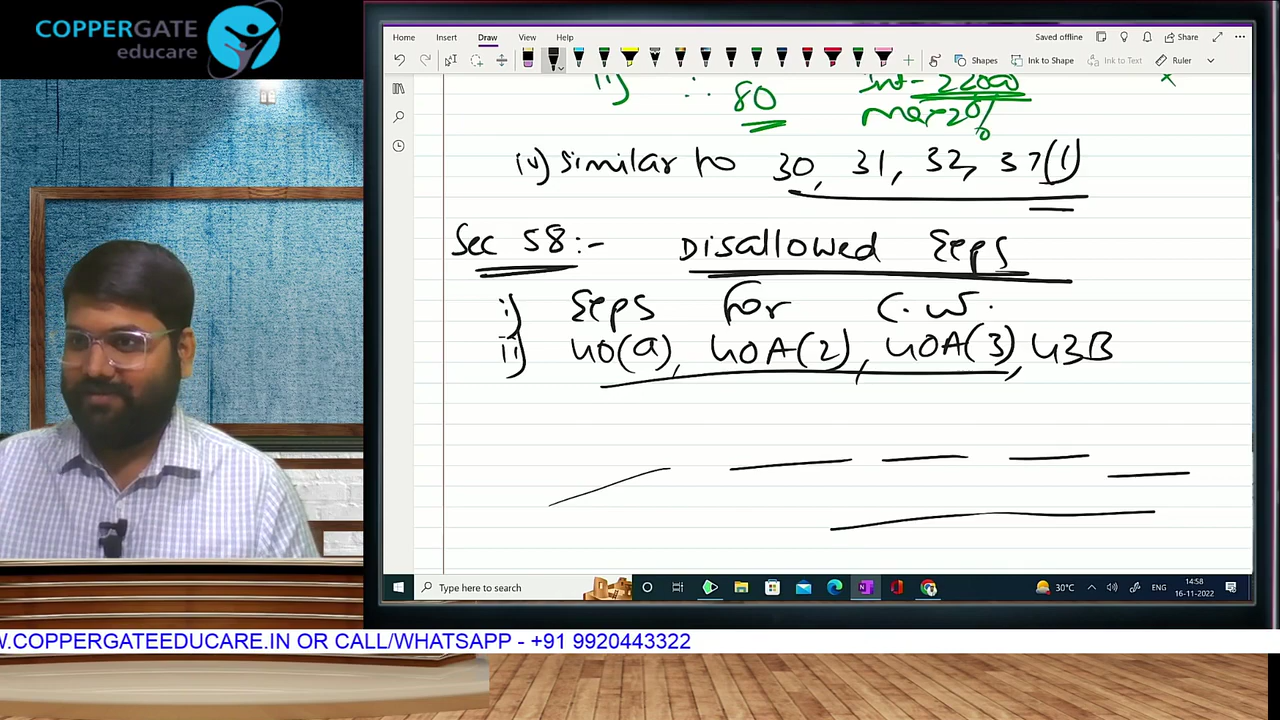 COPPERGATE
educare
Home Insert Draw View Help
Saved offline Share
Shapes Ink to Shape Ink to Text Ruler
ii) ∴ 80 int - 22000 x
max 20%
iv) Similar to 30, 31, 32, 37(1)
Sec 58:- Disallowed Exps
i) Exps for C.W.
ii) 40(a), 40A(2), 40A(3), 43B
Type here to search
30°C ENG 14:58
16-11-2022
W.COPPERGATEEDUCARE.IN OR CALL/WHATSAPP - +91 9920443322